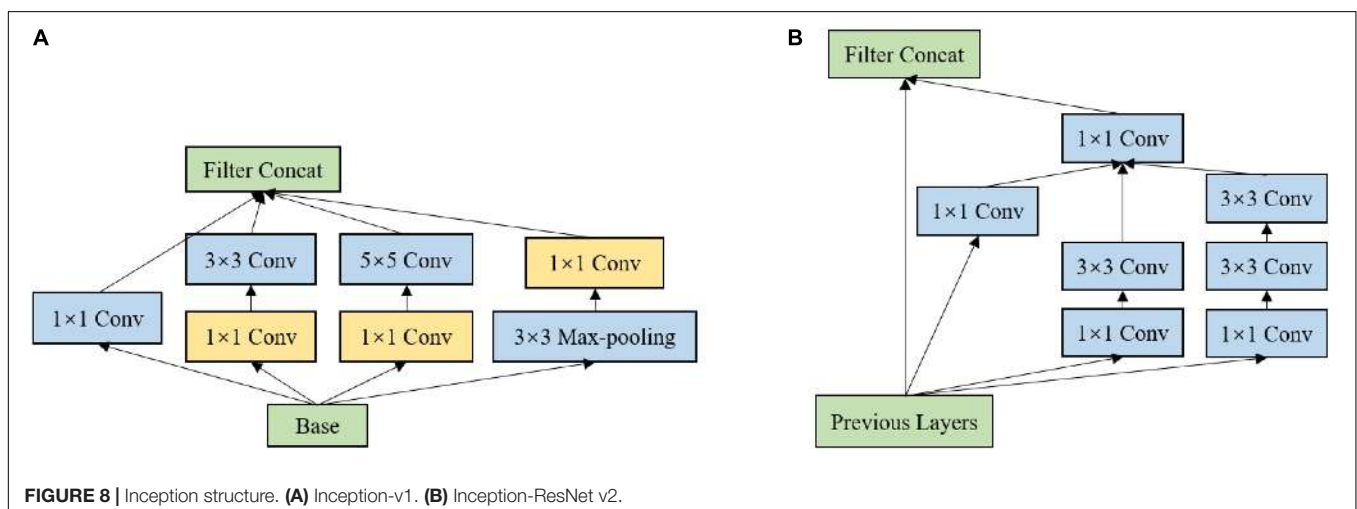 A
Filter Concat
3×3 Conv
5×5 Conv
1×1 Conv
1×1 Conv
1×1 Conv
1×1 Conv
3×3 Max-pooling
Base
B
Filter Concat
1×1 Conv
1×1 Conv
3×3 Conv
3×3 Conv
3×3 Conv
1×1 Conv
1×1 Conv
Previous Layers
FIGURE 8 | Inception structure. (A) Inception-v1. (B) Inception-ResNet v2.